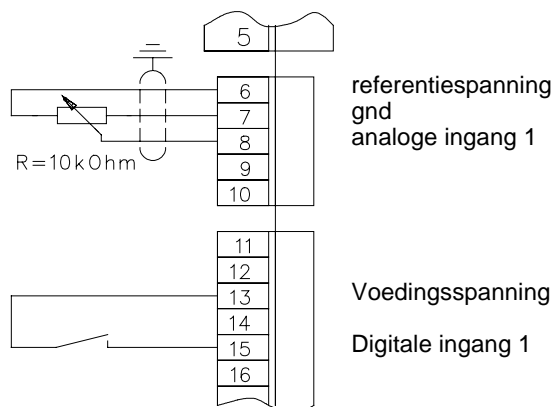 5
6 referentiespanning
7 gnd
8 analoge ingang 1
R=10kOhm
9
10
11
12
13 Voedingsspanning
14
15 Digitale ingang 1
16